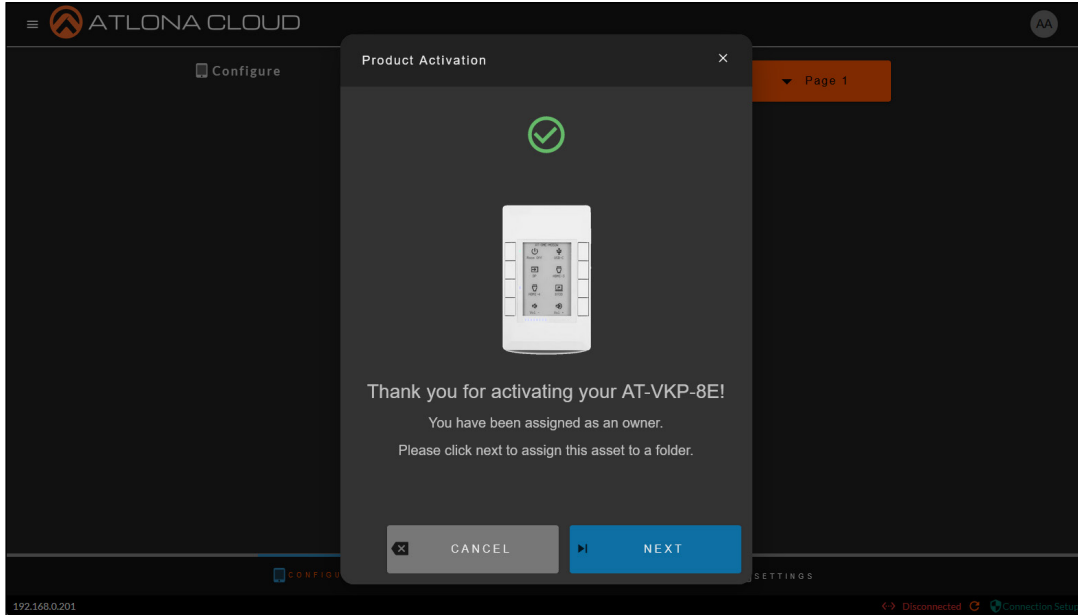 ATLONA CLOUD
AA
Configure
Product Activation
Page 1
Thank you for activating your AT-VKP-8E!
You have been assigned as an owner.
Please click next to assign this asset to a folder.
CANCEL
NEXT
CONFIGU
SETTINGS
192.168.0.201
Disconnected
Connection Setup